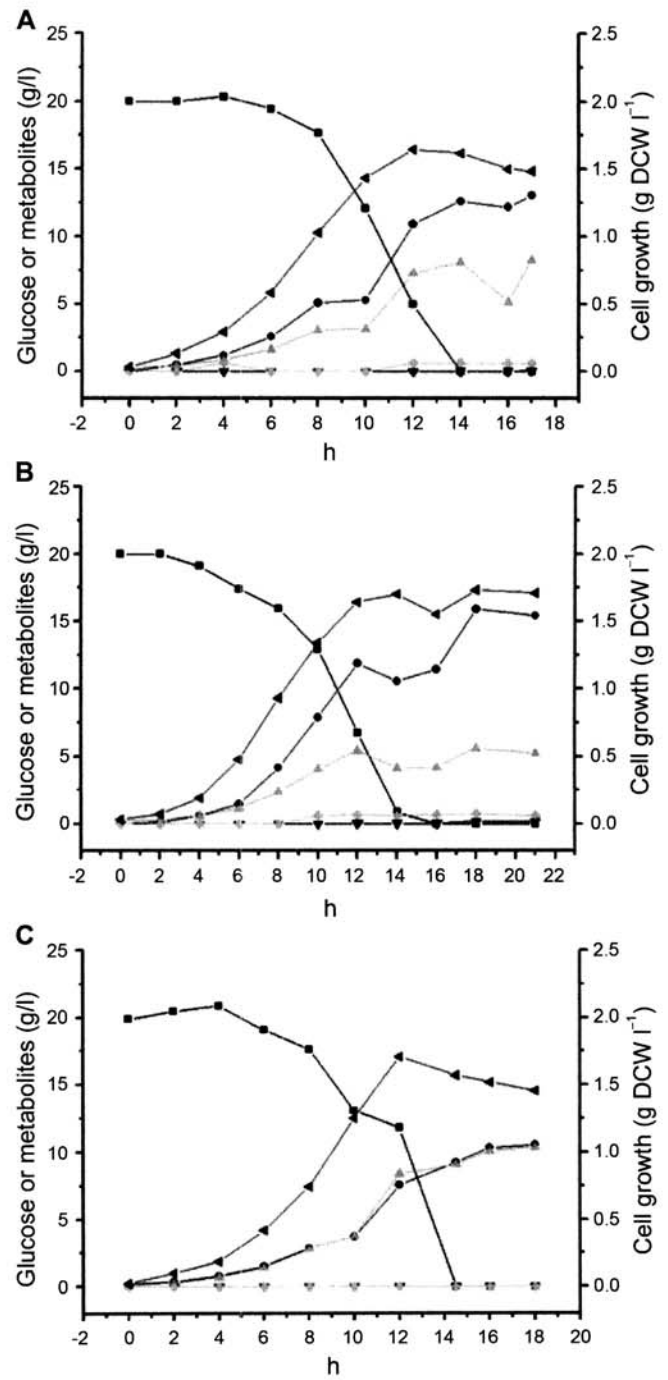 A
Glucose or metabolites (g/l)
25
20
15
10
5
0
2.5
2.0
1.5
1.0
0.5
0.0
Cell growth (g DCW l⁻¹)
-2 0 2 4 6 8 10 12 14 16 18
h
B
Glucose or metabolites (g/l)
25
20
15
10
5
0
2.5
2.0
1.5
1.0
0.5
0.0
Cell growth (g DCW l⁻¹)
-2 0 2 4 6 8 10 12 14 16 18 20 22
h
C
Glucose or metabolites (g/l)
25
20
15
10
5
0
2.5
2.0
1.5
1.0
0.5
0.0
Cell growth (g DCW l⁻¹)
-2 0 2 4 6 8 10 12 14 16 18 20
h